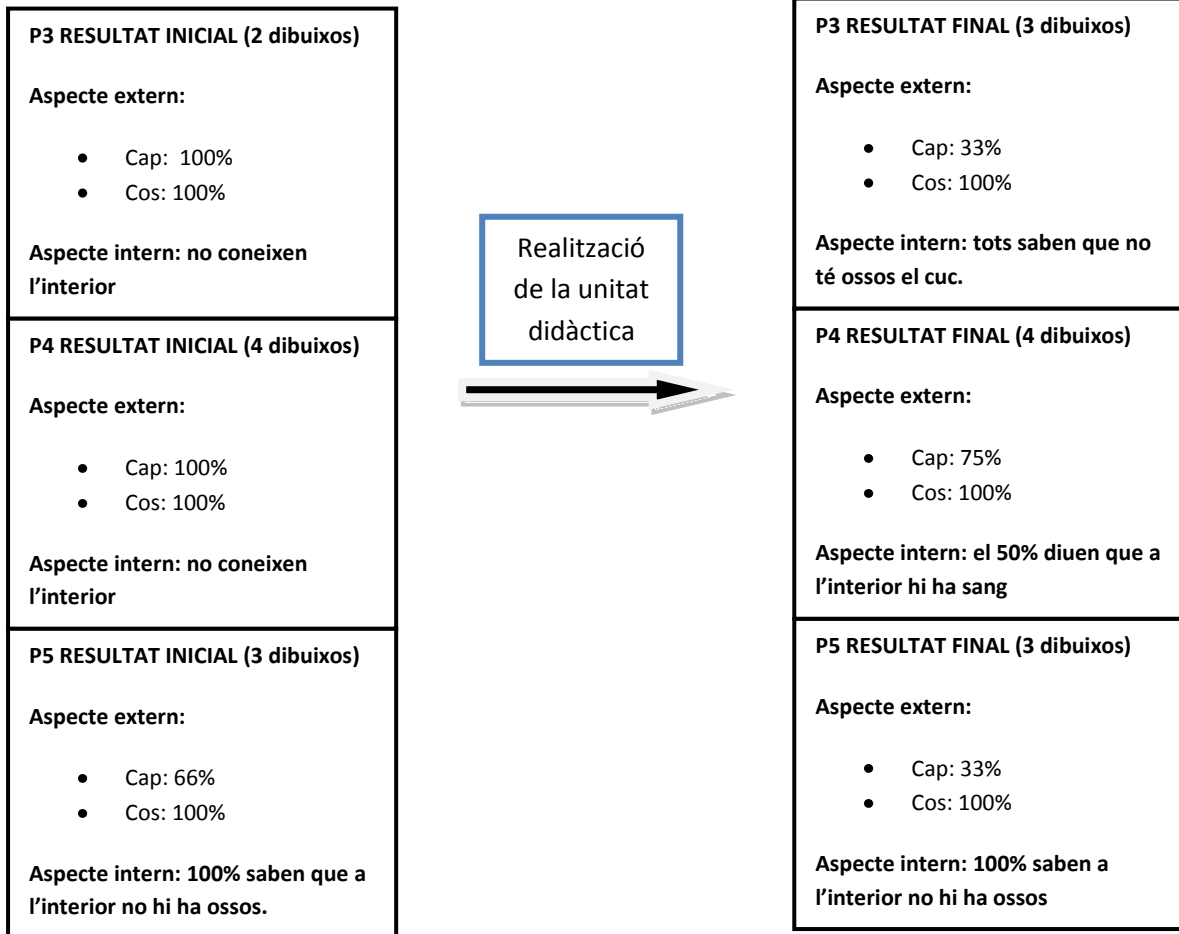 P3 RESULTAT INICIAL (2 dibuixos)
Aspecte extern:
• Cap: 100%
• Cos: 100%
Aspecte intern: no coneixen
l’interior
P4 RESULTAT INICIAL (4 dibuixos)
Aspecte extern:
• Cap: 100%
• Cos: 100%
Aspecte intern: no coneixen
l’interior
P5 RESULTAT INICIAL (3 dibuixos)
Aspecte extern:
• Cap: 66%
• Cos: 100%
Aspecte intern: 100% saben que a
l’interior no hi ha ossos.
Realització
de la unitat
didàctica
P3 RESULTAT FINAL (3 dibuixos)
Aspecte extern:
• Cap: 33%
• Cos: 100%
Aspecte intern: tots saben que no
té ossos el cuc.
P4 RESULTAT FINAL (4 dibuixos)
Aspecte extern:
• Cap: 75%
• Cos: 100%
Aspecte intern: el 50% diuen que a
l’interior hi ha sang
P5 RESULTAT FINAL (3 dibuixos)
Aspecte extern:
• Cap: 33%
• Cos: 100%
Aspecte intern: 100% saben a
l’interior no hi ha ossos